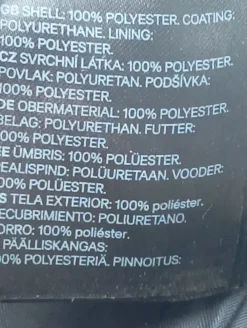 GB SHELL: 100% POLYESTER. COATING:
POLYURETHANE. LINING:
100% POLYESTER.
CZ SVRCHNÍ LÁTKA: 100% POLYESTER.
POVLAK: POLYURETAN. PODŠÍVKA:
100% POLYESTER.
DE OBERMATERIAL: 100% POLYESTER.
BELAG: POLYURETHAN. FUTTER:
100% POLYESTER.
EE ÜMBRIS: 100% POLÜESTER.
REALISPIND: POLÜURETAAN. VOODER:
100% POLÜESTER.
ES TELA EXTERIOR: 100% poliéster.
RECUBRIMIENTO: POLIURETANO.
FORRO: 100% poliéster.
PÄÄLLISKANGAS:
100% POLYESTERIÄ. PINNOITUS: